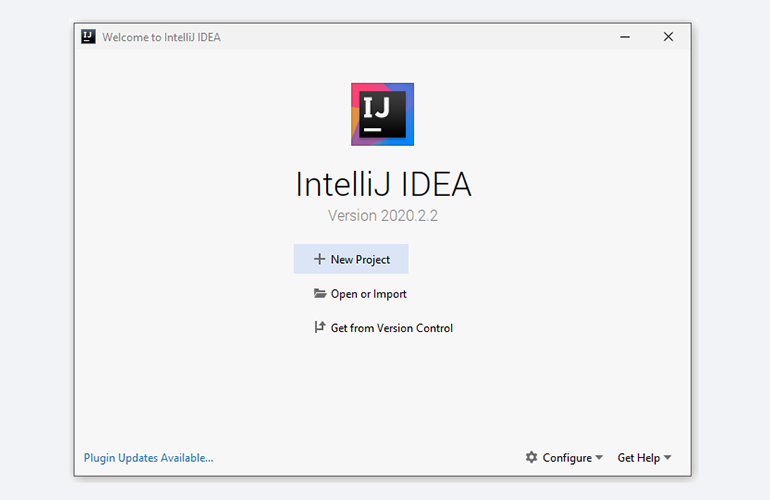 IJ Welcome to IntelliJ IDEA
IJ
IntelliJ IDEA
Version 2020.2.2
New Project
Open or Import
Get from Version Control
Plugin Updates Available... Configure Get Help